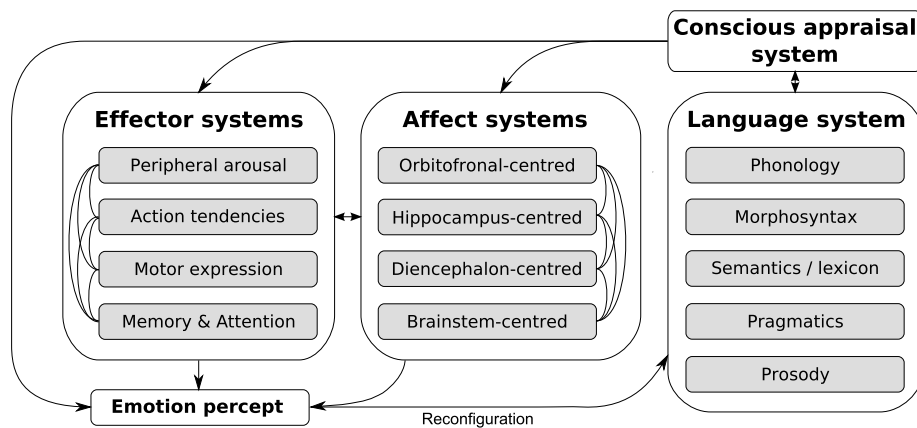 Conscious appraisal
system
Effector systems
Peripheral arousal
Action tendencies
Motor expression
Memory & Attention
Affect systems
Orbitofronal-centred
Hippocampus-centred
Diencephalon-centred
Brainstem-centred
Language system
Phonology
Morphosyntax
Semantics / lexicon
Pragmatics
Prosody
Emotion percept
Reconfiguration